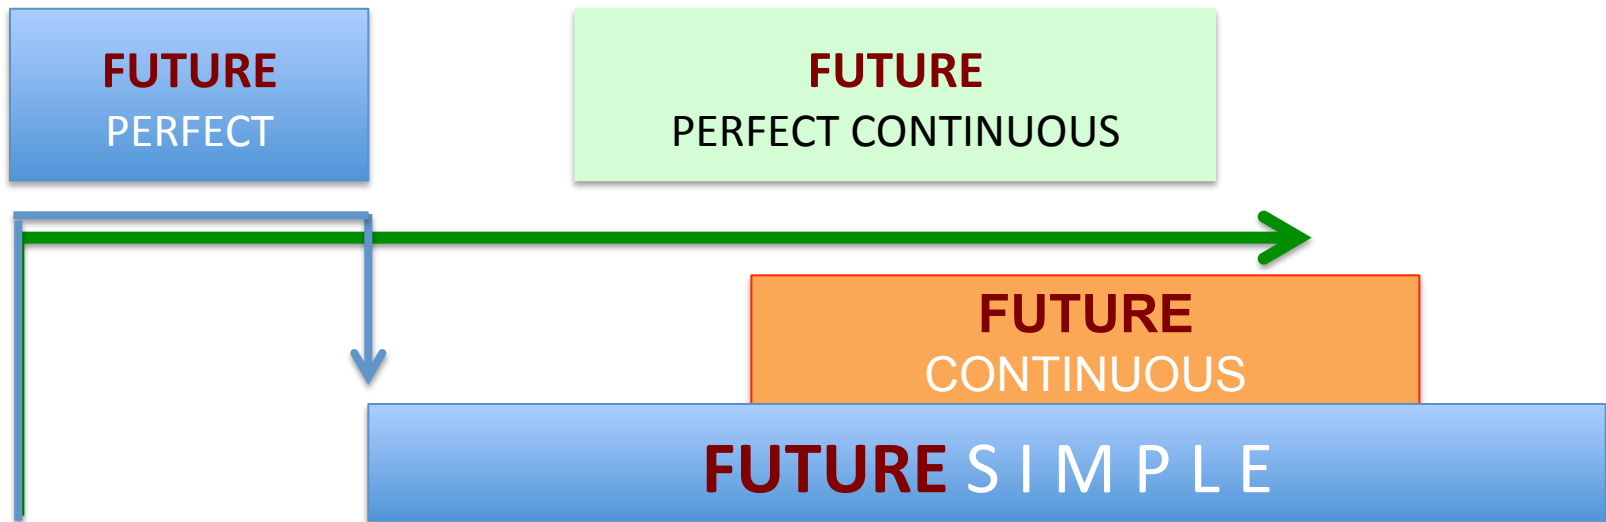 FUTURE
PERFECT
FUTURE
PERFECT CONTINUOUS
FUTURE
CONTINUOUS
FUTURE S I M P L E